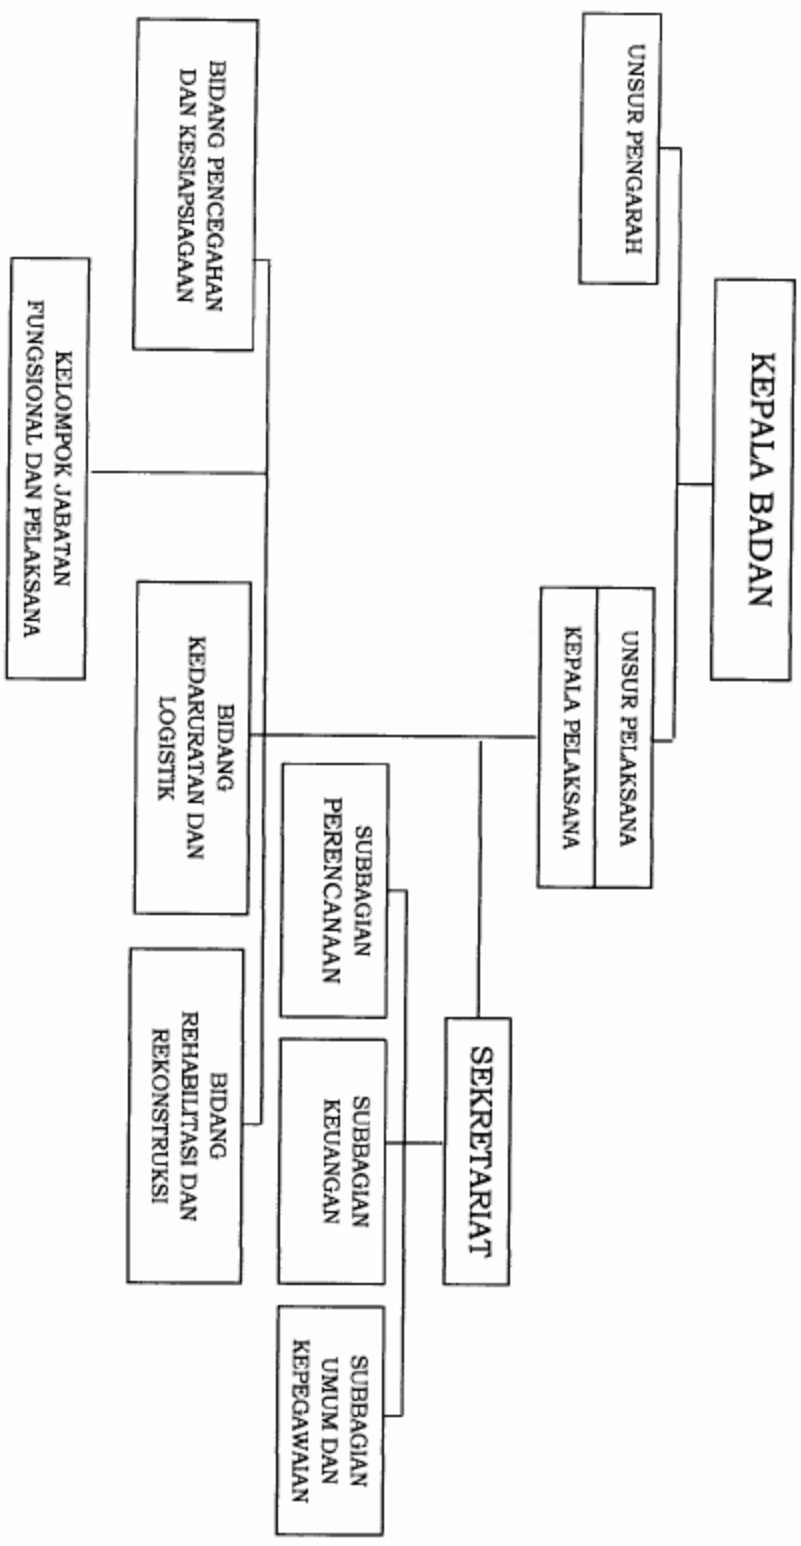 KEPALA BADAN
UNSUR PENGARAH
UNSUR PELAKSANA
KEPALA PELAKSANA
SEKRETARIAT
SUBBAGIAN
PERENCANAAN
SUBBAGIAN
KEUANGAN
SUBBAGIAN
UMUM DAN
KEPEGAWAIAN
BIDANG PENCEGAHAN
DAN KESIAPSIAGAAN
BIDANG
KEDARURATAN DAN
LOGISTIK
BIDANG
REHABILITASI DAN
REKONSTRUKSI
KELOMPOK JABATAN
FUNGSIONAL DAN PELAKSANA